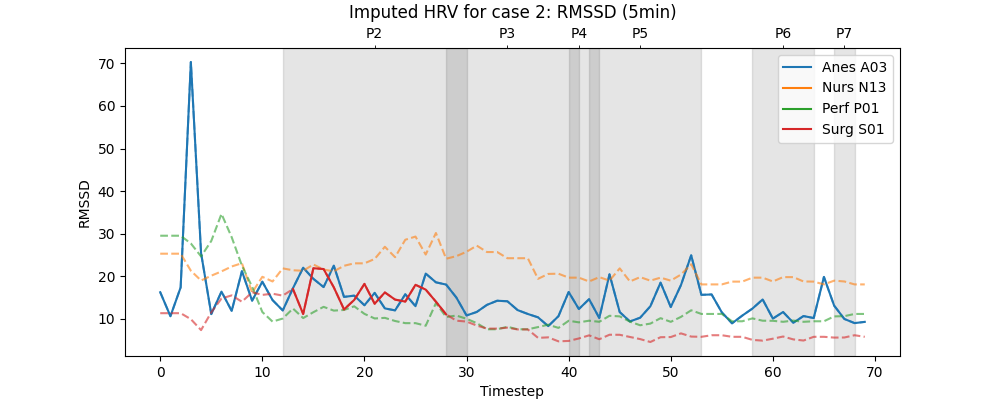 Imputed HRV for case 2: RMSSD (5min)
P2 P3 P4 P5 P6 P7
Anes A03
Nurs N13
Perf P01
Surg S01
70
60
50
40
30
20
10
RMSSD
0 10 20 30 40 50 60 70
Timestep